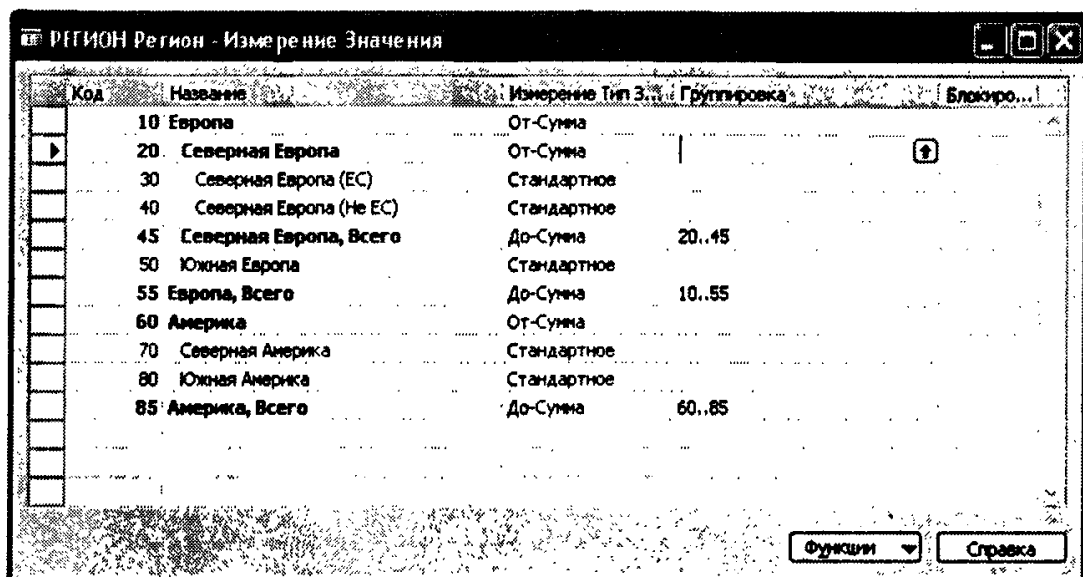 РЕГИОН Регион - Измерение Значения
Код Название Измерение Тип З... Группировка Блокиро...
10 Европа От-Сумма
20 Северная Европа От-Сумма
30 Северная Европа (ЕС) Стандартное
40 Северная Европа (Не ЕС) Стандартное
45 Северная Европа, Всего До-Сумма 20..45
50 Южная Европа Стандартное
55 Европа, Всего До-Сумма 10..55
60 Америка От-Сумма
70 Северная Америка Стандартное
80 Южная Америка Стандартное
85 Америка, Всего До-Сумма 60..85
Функции Справка